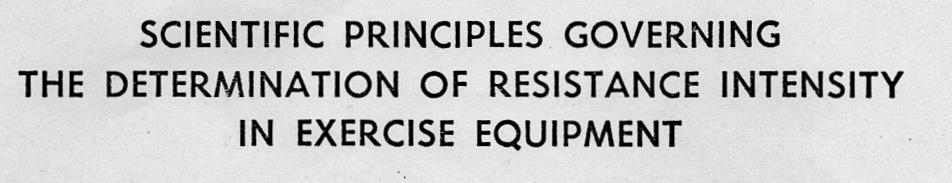 SCIENTIFIC PRINCIPLES GOVERNING
THE DETERMINATION OF RESISTANCE INTENSITY
IN EXERCISE EQUIPMENT